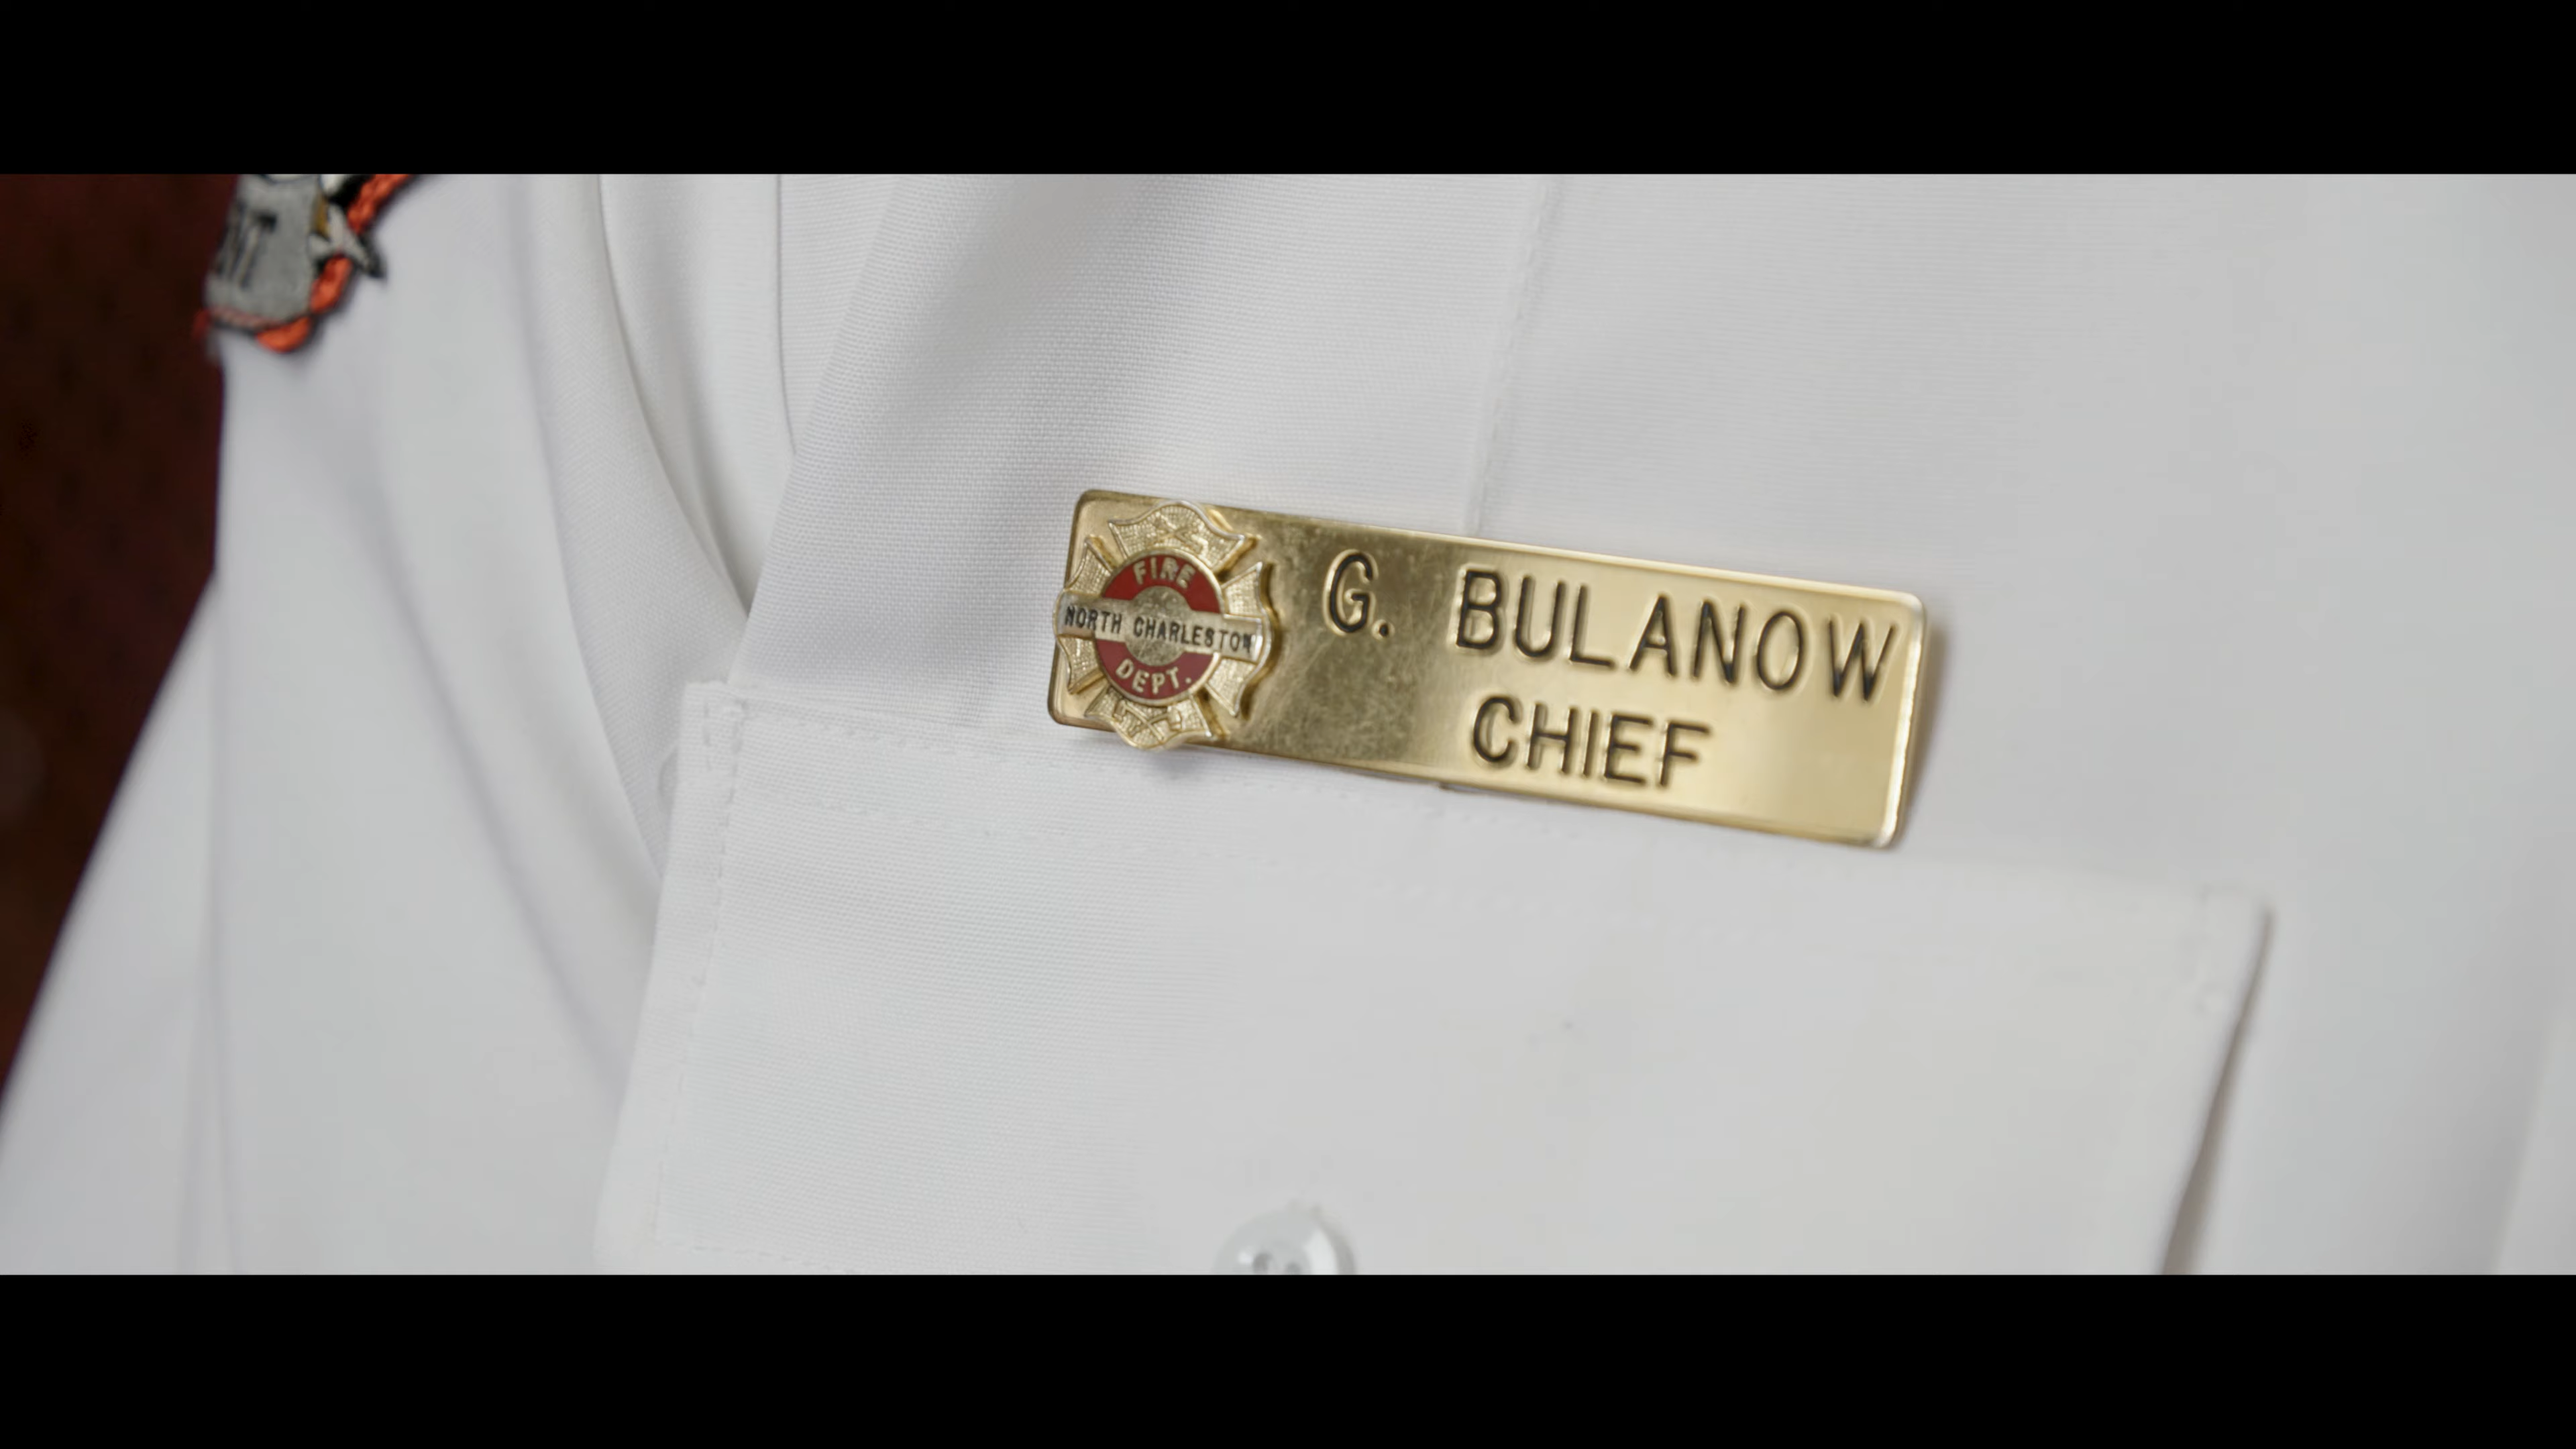 FIRE
NORTH CHARLESTON
DEPT.
G. BULANOW
CHIEF